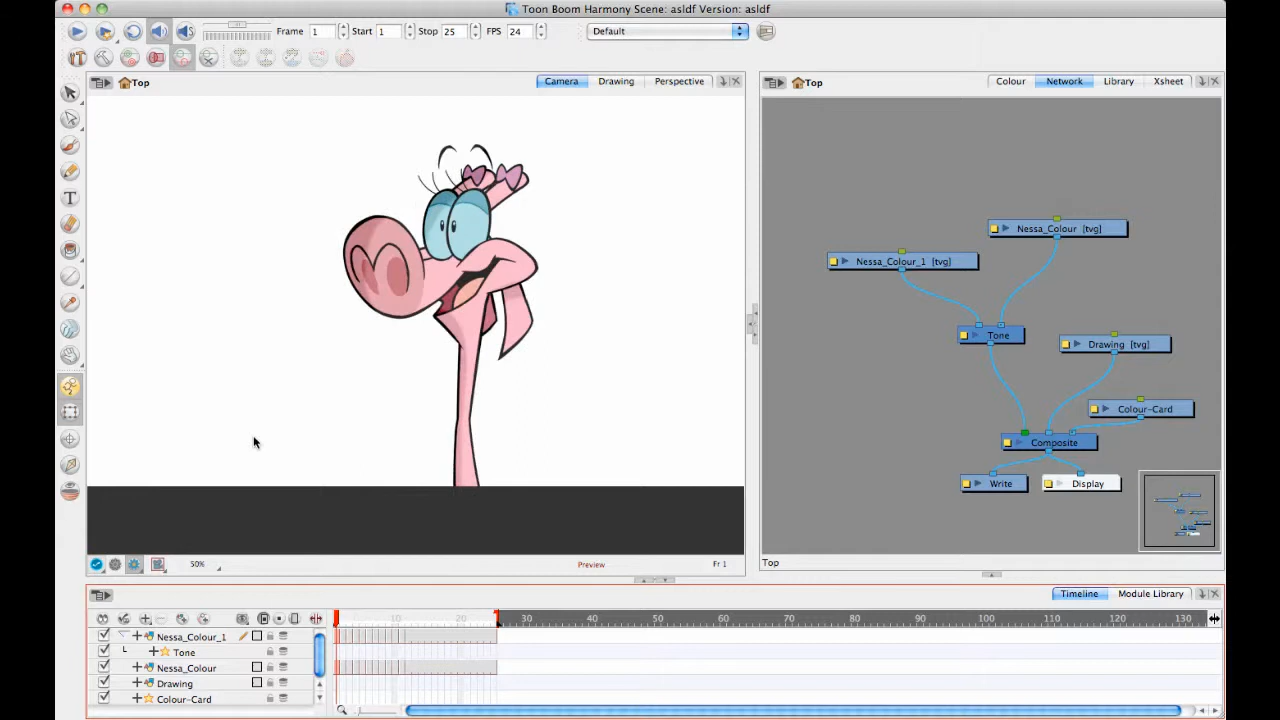 Toon Boom Harmony Scene: asldf Version: asldf
Frame 1 Start 1 Stop 25 FPS 24 Default
Top Camera Drawing Perspective
Top Colour Network Library Xsheet
Nessa_Colour [tvg]
Nessa_Colour_1 [tvg]
Tone
Drawing [tvg]
Colour-Card
Composite
Write Display
50% Preview Fr 1
Top
Timeline Module Library
10 20 30 40 50 60 70 80 90 100 110 120 130
Nessa_Colour_1
Tone
Nessa_Colour
Drawing
Colour-Card